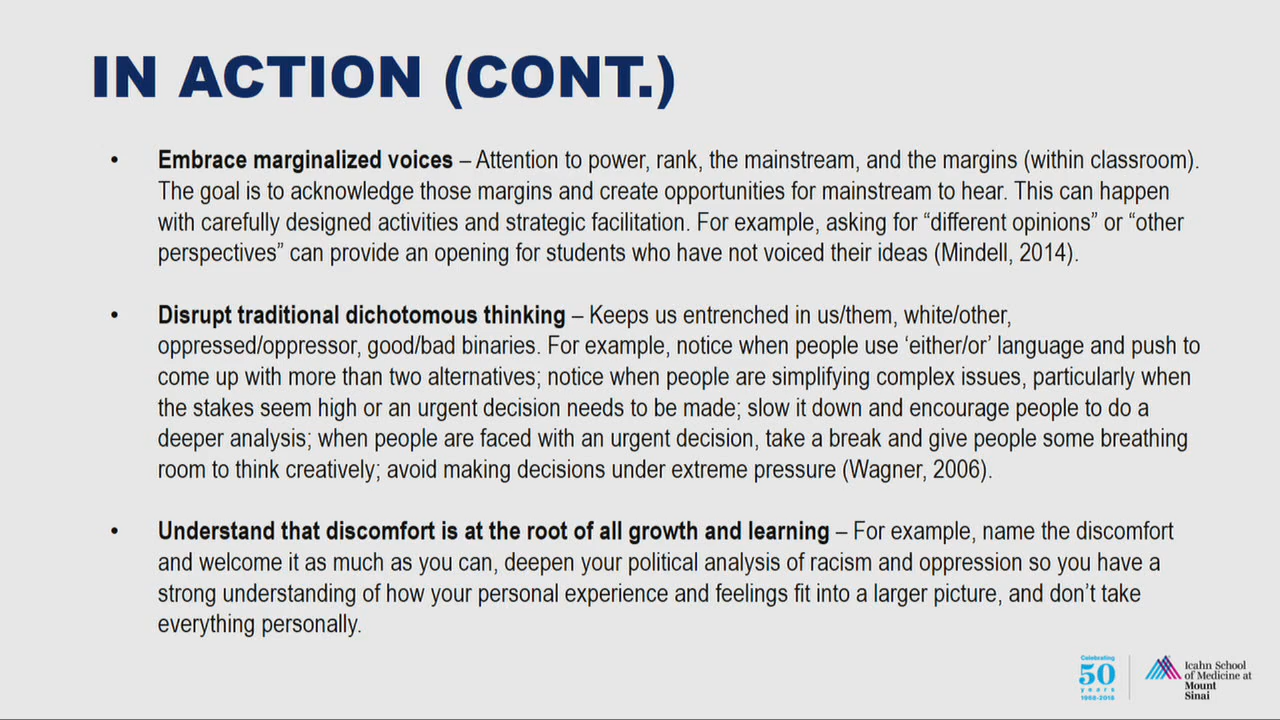 IN ACTION (CONT.)
• Embrace marginalized voices – Attention to power, rank, the mainstream, and the margins (within classroom).
The goal is to acknowledge those margins and create opportunities for mainstream to hear. This can happen
with carefully designed activities and strategic facilitation. For example, asking for “different opinions” or “other
perspectives” can provide an opening for students who have not voiced their ideas (Mindell, 2014).
• Disrupt traditional dichotomous thinking – Keeps us entrenched in us/them, white/other,
oppressed/oppressor, good/bad binaries. For example, notice when people use ‘either/or’ language and push to
come up with more than two alternatives; notice when people are simplifying complex issues, particularly when
the stakes seem high or an urgent decision needs to be made; slow it down and encourage people to do a
deeper analysis; when people are faced with an urgent decision, take a break and give people some breathing
room to think creatively; avoid making decisions under extreme pressure (Wagner, 2006).
• Understand that discomfort is at the root of all growth and learning – For example, name the discomfort
and welcome it as much as you can, deepen your political analysis of racism and oppression so you have a
strong understanding of how your personal experience and feelings fit into a larger picture, and don’t take
everything personally.
Celebrating
50
years
1968-2018
Icahn School
of Medicine at
Mount
Sinai